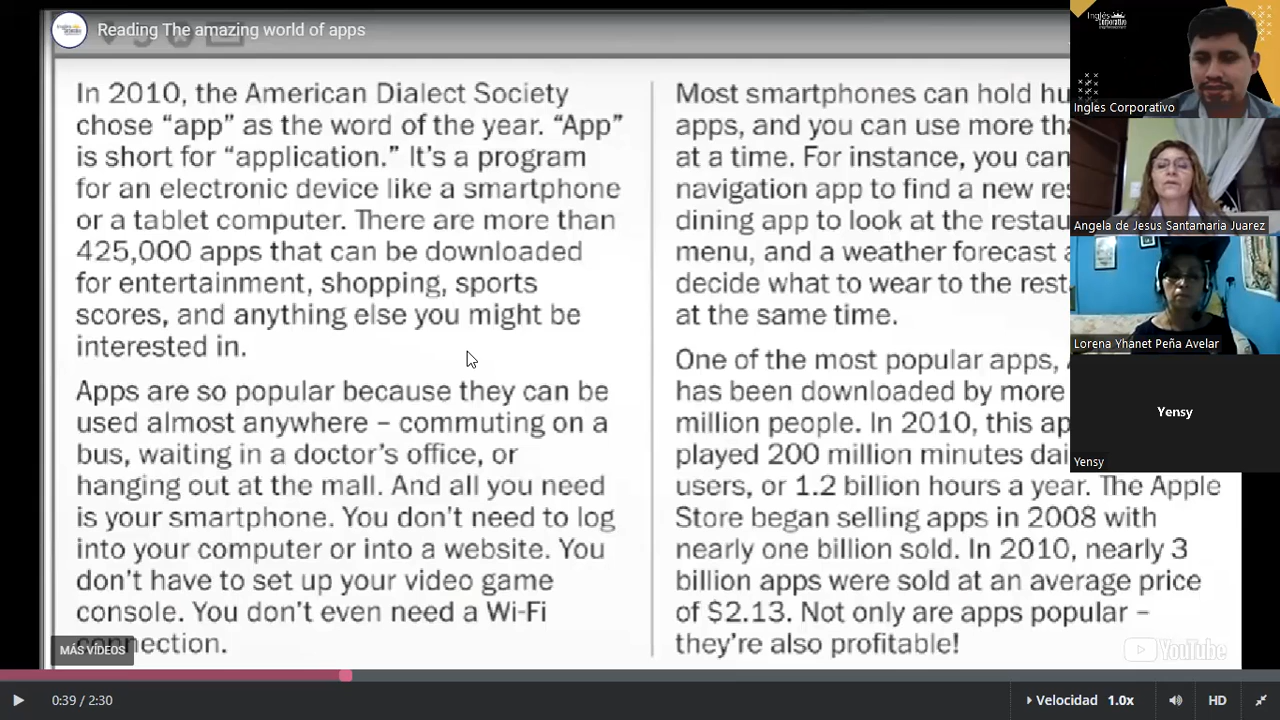 Reading The amazing world of apps
In 2010, the American Dialect Society
chose “app” as the word of the year. “App”
is short for “application.” It’s a program
for an electronic device like a smartphone
or a tablet computer. There are more than
425,000 apps that can be downloaded
for entertainment, shopping, sports
scores, and anything else you might be
interested in.
Apps are so popular because they can be
used almost anywhere – commuting on a
bus, waiting in a doctor’s office, or
hanging out at the mall. And all you need
is your smartphone. You don’t need to log
into your computer or into a website. You
don’t have to set up your video game
console. You don’t even need a Wi-Fi
Most smartphones can hold
apps, and you can use more
at a time. For instance, you can
navigation app to find a new
dining app to look at the
menu, and a weather forecast
decide what to wear to the
at the same time.
One of the most popular apps,
has been downloaded by more
million people. In 2010, this
played 200 million minutes
users, or 1.2 billion hours a year. The Apple
Store began selling apps in 2008 with
nearly one billion sold. In 2010, nearly 3
billion apps were sold at an average price
of $2.13. Not only are apps popular –
they’re also profitable!
MÁS VÍDEOS
YouTube
0:39 / 2:30
Velocidad 1.0x
HD
Inglés
Corporativo
Ingles Corporativo
Angela de Jesus Santamaria Juarez
Lorena Yhanet Peña Avelar
Yensy
Yensy